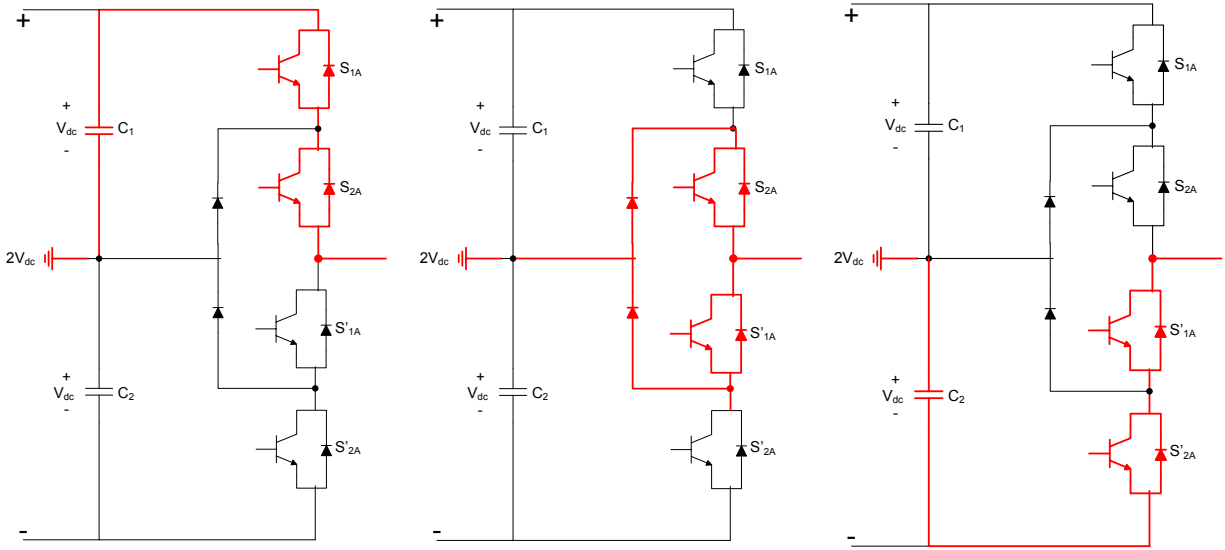 +
S1A
+
Vdc
-
C1
S2A
2Vdc
S'1A
+
Vdc
-
C2
S'2A
-
+
S1A
+
Vdc
-
C1
S2A
2Vdc
S'1A
+
Vdc
-
C2
S'2A
-
+
S1A
+
Vdc
-
C1
S2A
2Vdc
S'1A
+
Vdc
-
C2
S'2A
-